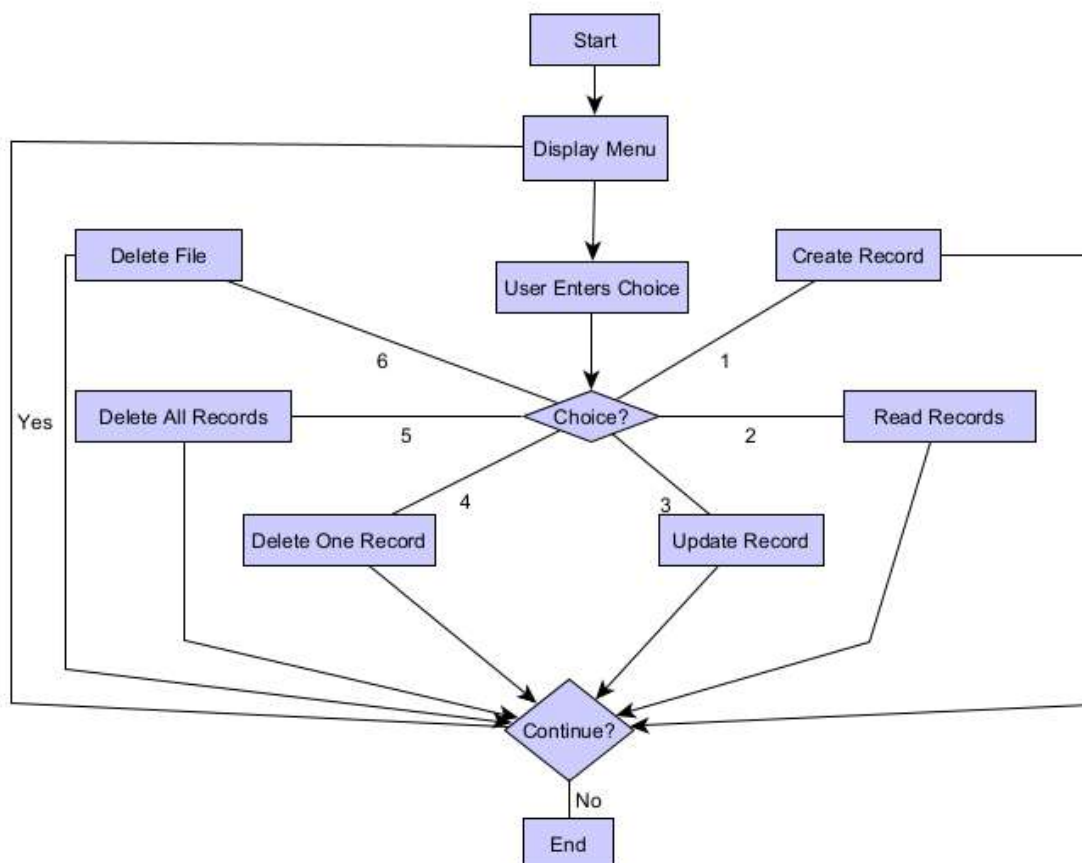 Start
Display Menu
Delete File
Create Record
User Enters Choice
6
1
Yes
Delete All Records
Choice?
Read Records
5
2
4
3
Delete One Record
Update Record
Continue?
No
End